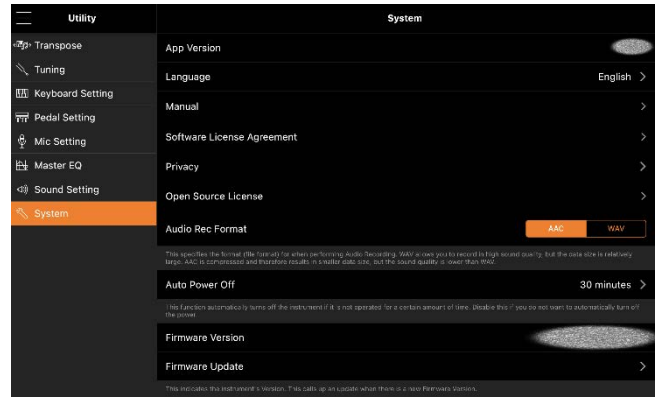 Utility
System
Transpose
Tuning
Keyboard Setting
Pedal Setting
Mic Setting
Master EQ
Sound Setting
System
App Version
Language English
Manual
Software License Agreement
Privacy
Open Source License
Audio Rec Format AAC WAV
This specifies the format (file format) for when performing Audio Recording. WAV allows you to record in high sound quality, but the data size is relatively
large. AAC is compressed and therefore results in smaller data size, but the sound quality is lower than WAV.
Auto Power Off 30 minutes
This function automatically turns off the instrument if it is not operated for a certain amount of time. Disable this if you do not want to automatically turn off
the power.
Firmware Version
Firmware Update
This indicates the instrument's Version. This calls up an update when there is a new Firmware Version.